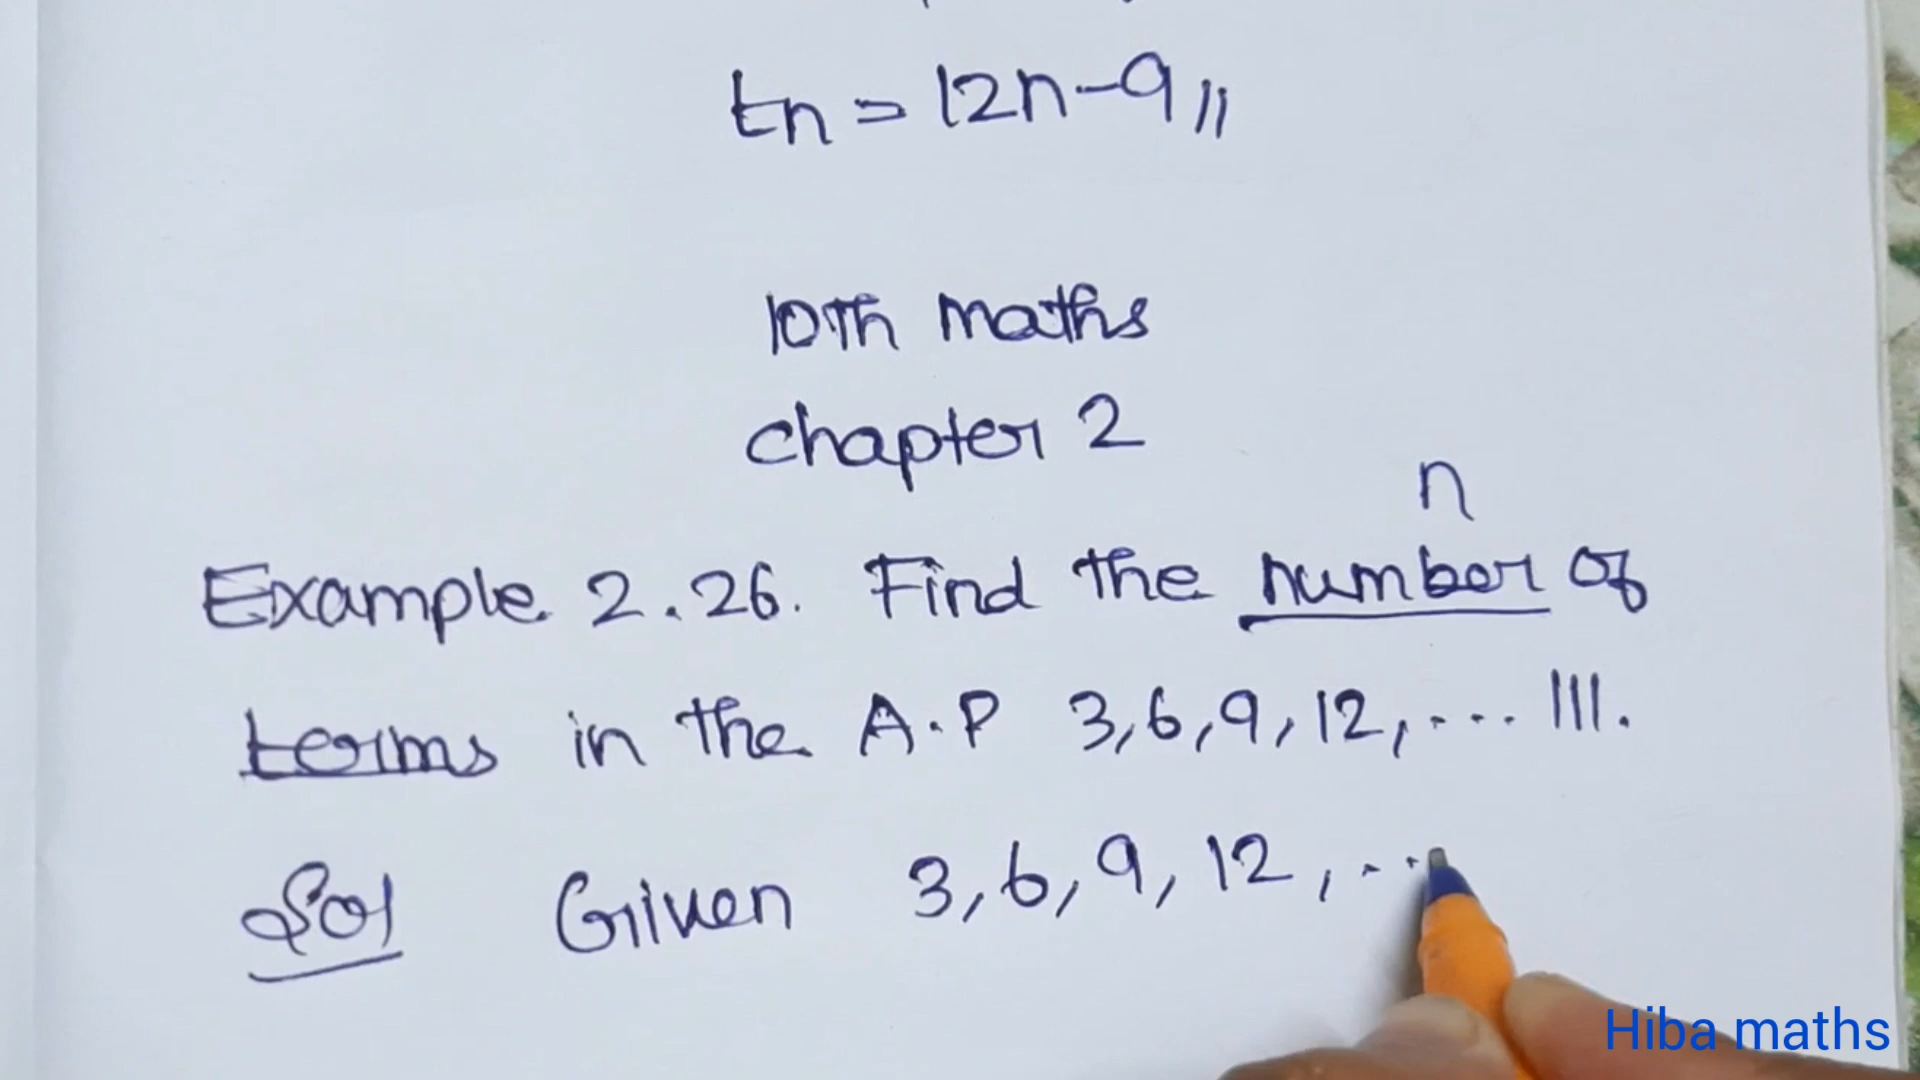 tn = 12n-9 //
10Th maths
chapter 2
n
Example 2.26. Find the number of
terms in the A.P 3,6,9,12,.... 111.
Sol Given 3,6,9,12,...
Hiba maths